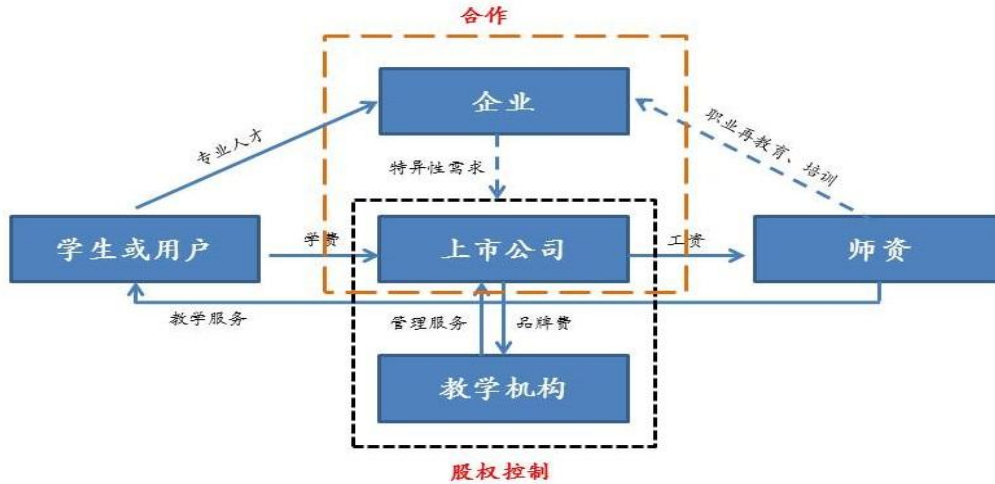 合作
企业
专业人才
职业再教育、培训
特异性需求
学生或用户
学费
上市公司
工资
师资
教学服务
管理服务
品牌费
教学机构
股权控制